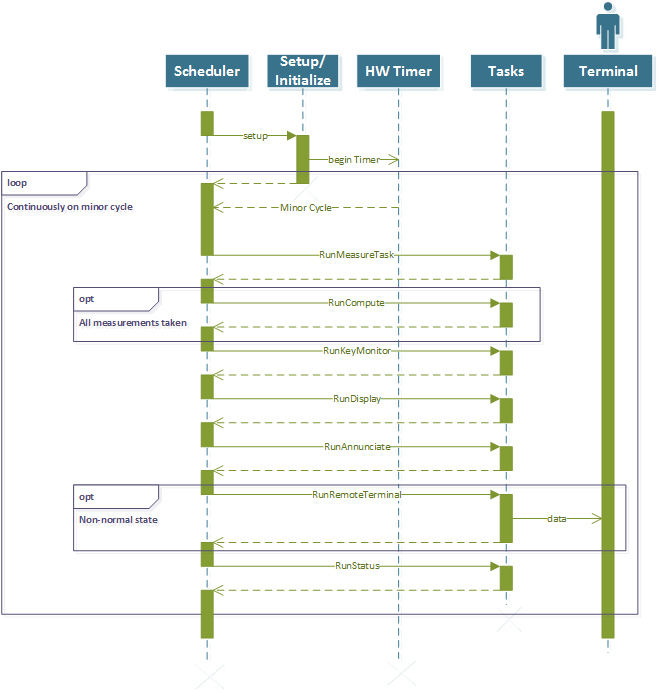 Scheduler
Setup/
Initialize
HW Timer
Tasks
Terminal
setup
begin Timer
loop
Continuously on minor cycle
Minor Cycle
RunMeasureTask
opt
RunCompute
All measurements taken
RunKeyMonitor
RunDisplay
RunAnnunciate
opt
RunRemoteTerminal
Non-normal state
data
RunStatus